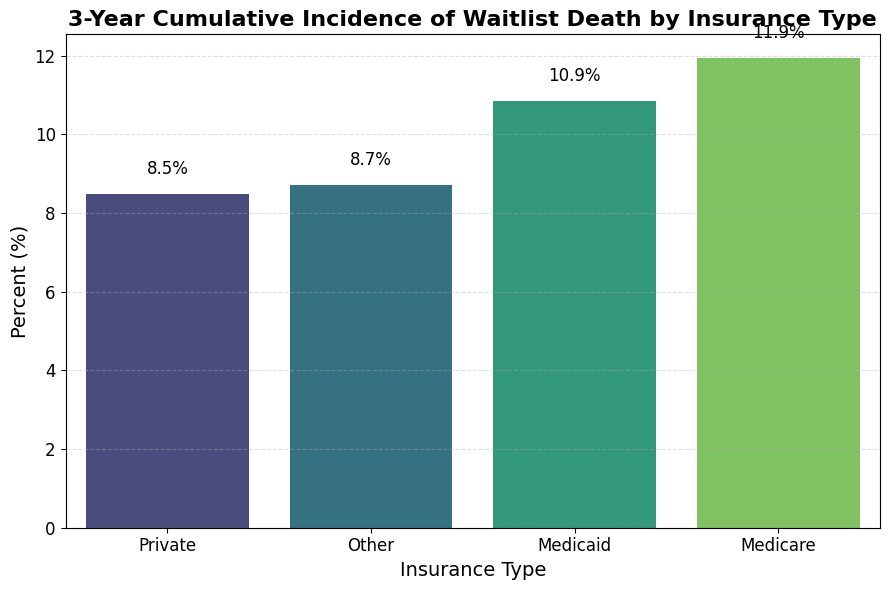 3-Year Cumulative Incidence of Waitlist Death by Insurance Type
11.9%
12
10.9%
10
8.7%
8.5%
8
Percent (%)
6
4
2
0
Private Other Medicaid Medicare
Insurance Type